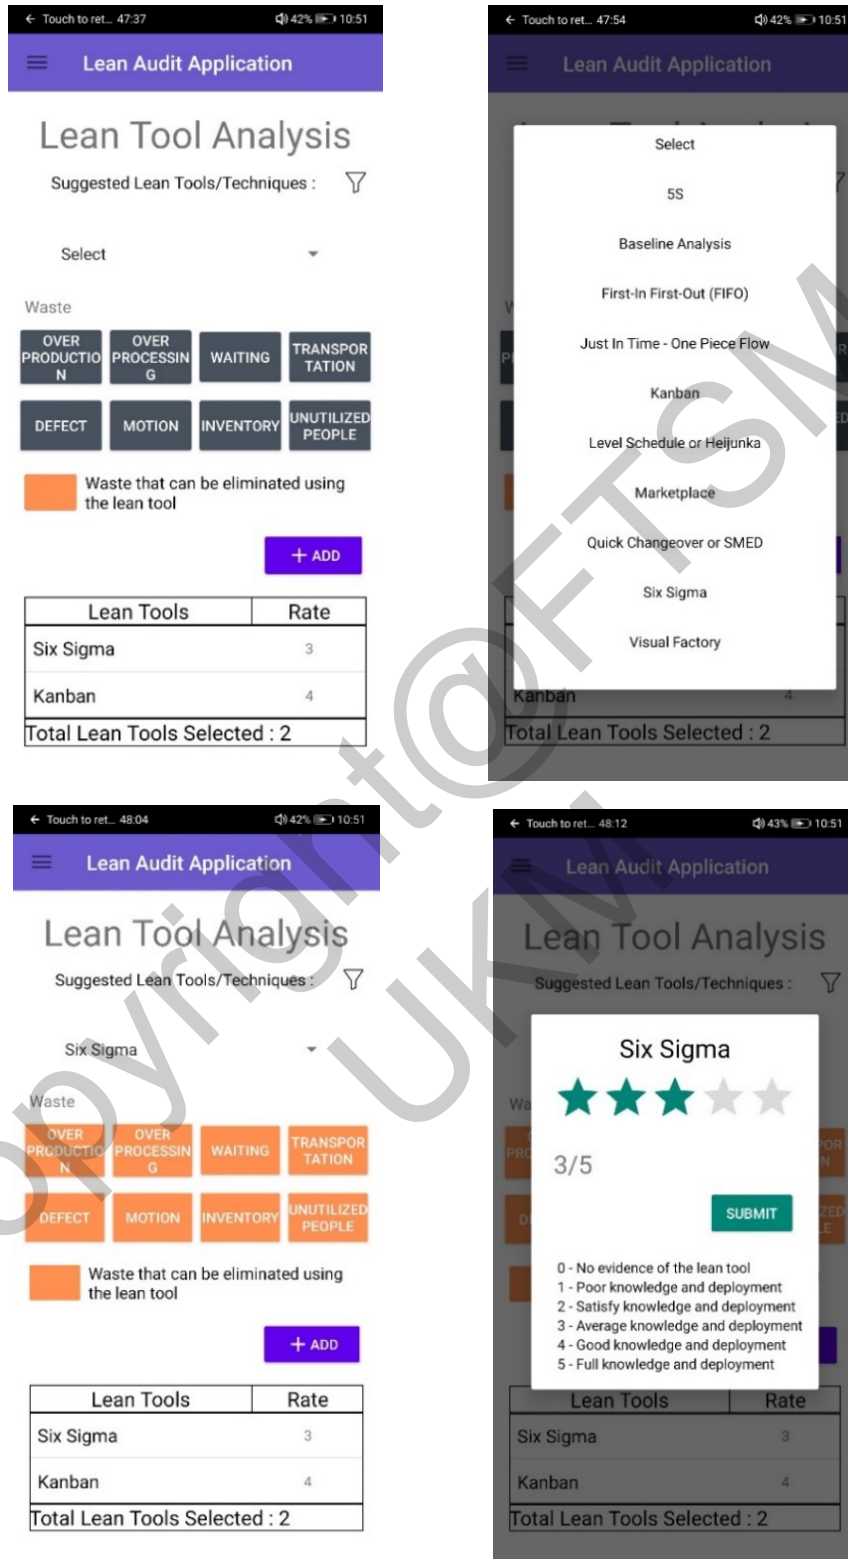 ← Touch to ret... 47:37 42% 10:51
Lean Audit Application
Lean Tool Analysis
Suggested Lean Tools/Techniques :
Select
Waste
OVER
PRODUCTIO
N
OVER
PROCESSIN
G
WAITING
TRANSPOR
TATION
DEFECT
MOTION
INVENTORY
UNUTILIZED
PEOPLE
Waste that can be eliminated using
the lean tool
+ ADD
Lean Tools Rate
Six Sigma 3
Kanban 4
Total Lean Tools Selected : 2
← Touch to ret... 47:54 42% 10:51
Lean Audit Application
Select
5S
Baseline Analysis
First-In First-Out (FIFO)
Just In Time - One Piece Flow
Kanban
Level Schedule or Heijunka
Marketplace
Quick Changeover or SMED
Six Sigma
Visual Factory
Kanban 4
Total Lean Tools Selected : 2
← Touch to ret... 48:04 42% 10:51
Lean Audit Application
Lean Tool Analysis
Suggested Lean Tools/Techniques :
Six Sigma
Waste
OVER
PRODUCTIO
N
OVER
PROCESSIN
G
WAITING
TRANSPOR
TATION
DEFECT
MOTION
INVENTORY
UNUTILIZED
PEOPLE
Waste that can be eliminated using
the lean tool
+ ADD
Lean Tools Rate
Six Sigma 3
Kanban 4
Total Lean Tools Selected : 2
← Touch to ret... 48:12 43% 10:51
Lean Audit Application
Lean Tool Analysis
Suggested Lean Tools/Techniques :
Six Sigma
3/5
SUBMIT
0 - No evidence of the lean tool
1 - Poor knowledge and deployment
2 - Satisfy knowledge and deployment
3 - Average knowledge and deployment
4 - Good knowledge and deployment
5 - Full knowledge and deployment
Lean Tools Rate
Six Sigma 3
Kanban 4
Total Lean Tools Selected : 2
opyright@FTSM
UKM